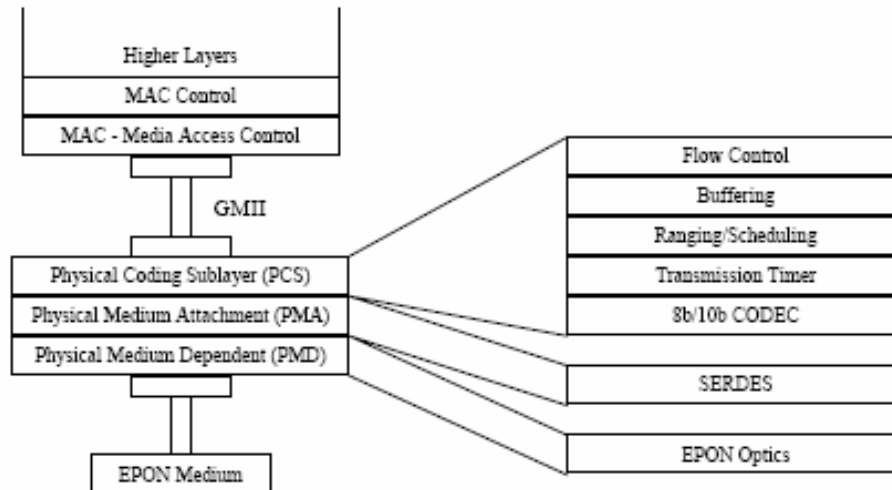 Higher Layers
MAC Control
MAC - Media Access Control
GMII
Physical Coding Sublayer (PCS)
Physical Medium Attachment (PMA)
Physical Medium Dependent (PMD)
EPON Medium
Flow Control
Buffering
Ranging/Scheduling
Transmission Timer
8b/10b CODEC
SERDES
EPON Optics